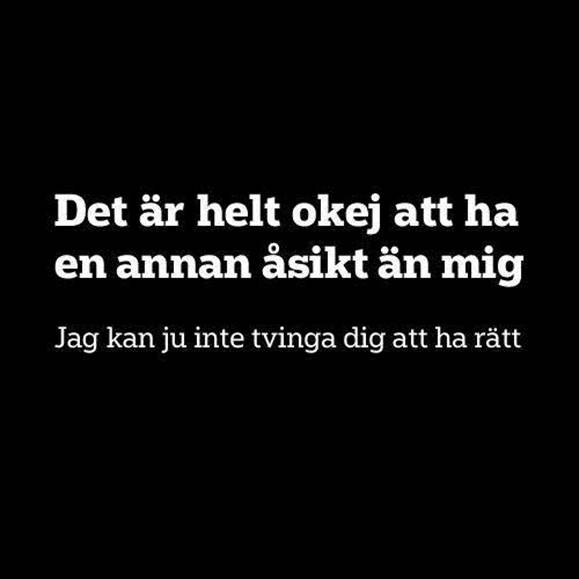 Det är helt okej att ha
en annan åsikt än mig
Jag kan ju inte tvinga dig att ha rätt